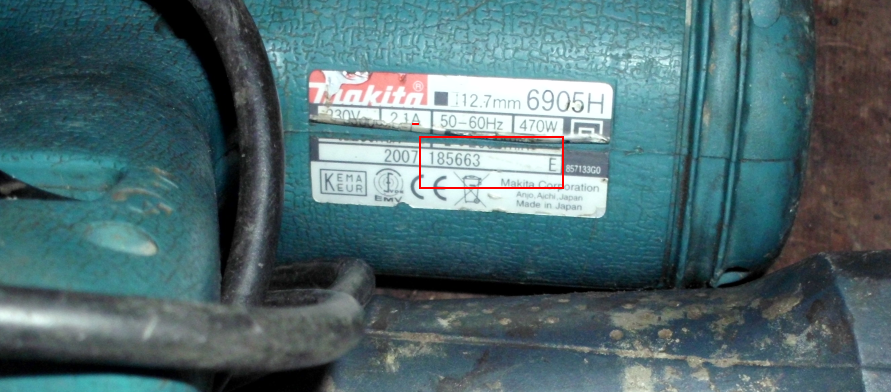 makita® 12.7mm 6905H
230V~ 2.1A 50-60Hz 470W
2007 185663 E 857133G0
KEMA
EUR
EMV
CE
Makita Corporation
Anjo, Aichi, Japan
Made in Japan